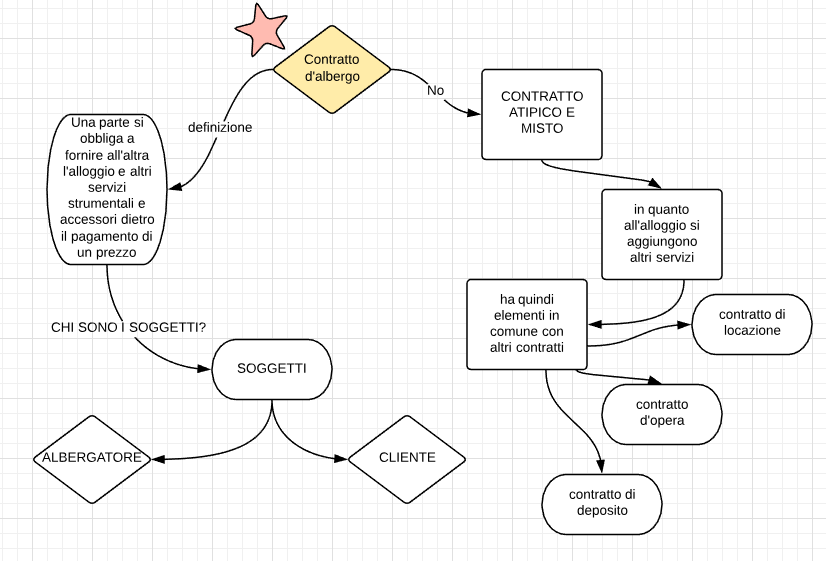 Contratto
d'albergo
No
CONTRATTO
ATIPICO E
MISTO
definizione
Una parte si
obbliga a
fornire all'altra
l'alloggio e altri
servizi
strumentali e
accessori dietro
il pagamento di
un prezzo
in quanto
all'alloggio si
aggiungono
altri servizi
ha quindi
elementi in
comune con
altri contratti
contratto di
locazione
CHI SONO I SOGGETTI?
SOGGETTI
contratto
d'opera
ALBERGATORE
CLIENTE
contratto di
deposito